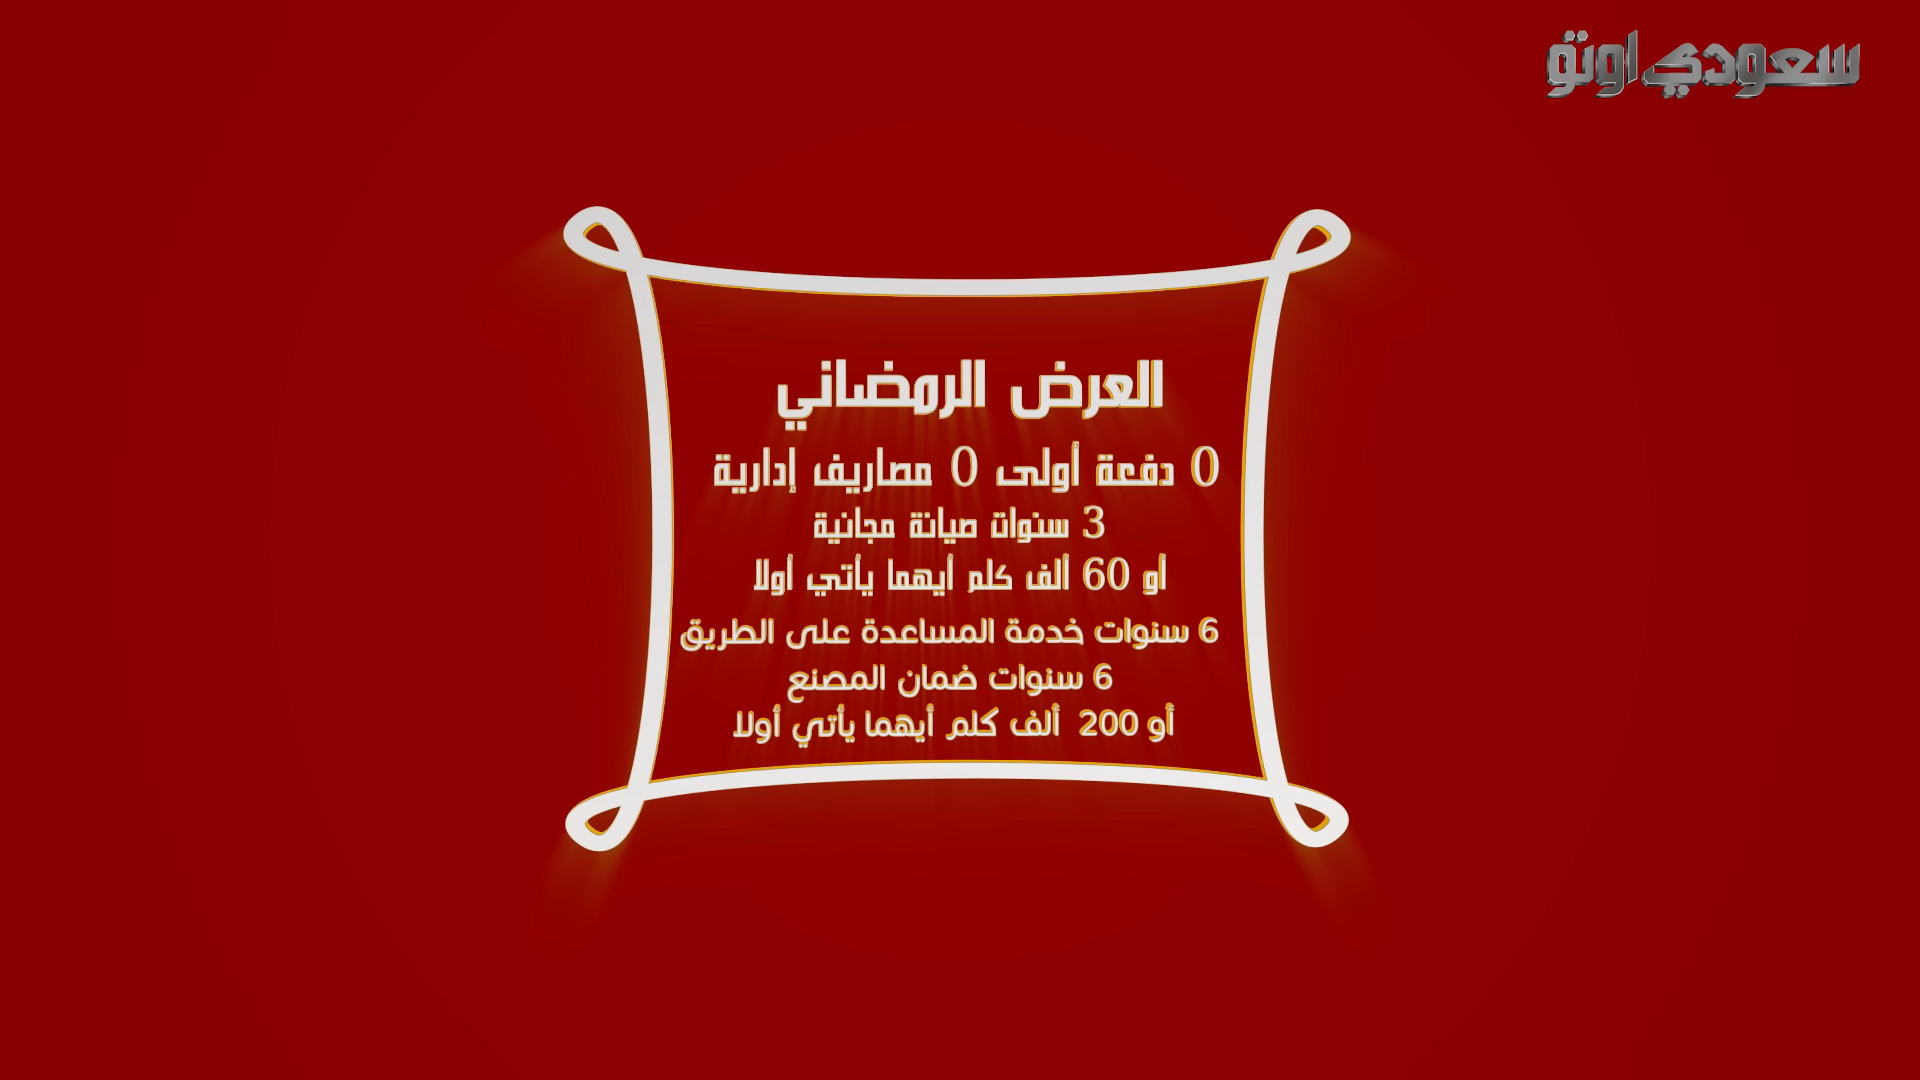 سعودي اوتو
العرض الرمضاني
0 دفعة أولى 0 مصاريف إدارية
3 سنوات صيانة مجانية
أو 60 ألف كلم أيهما يأتي أولا
6 سنوات خدمة المساعدة على الطريق
6 سنوات ضمان المصنع
أو 200 ألف كلم أيهما يأتي أولا